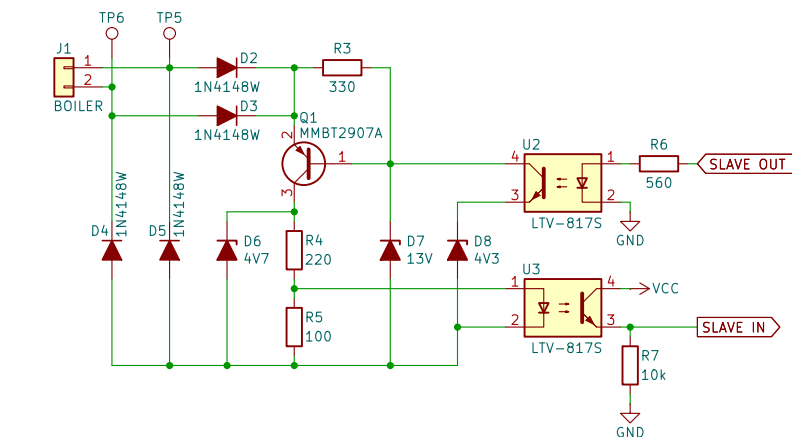 TP6
TP5
J1
1
2
BOILER
D2
1N4148W
D3
1N4148W
R3
330
Q1
MMBT2907A
2
1
3
U2
4
3
1
2
LTV-817S
R6
560
SLAVE OUT
GND
D4
1N4148W
D5
1N4148W
D6
4V7
R4
220
D7
13V
D8
4V3
U3
1
2
4
3
LTV-817S
VCC
SLAVE IN
R5
100
R7
10k
GND